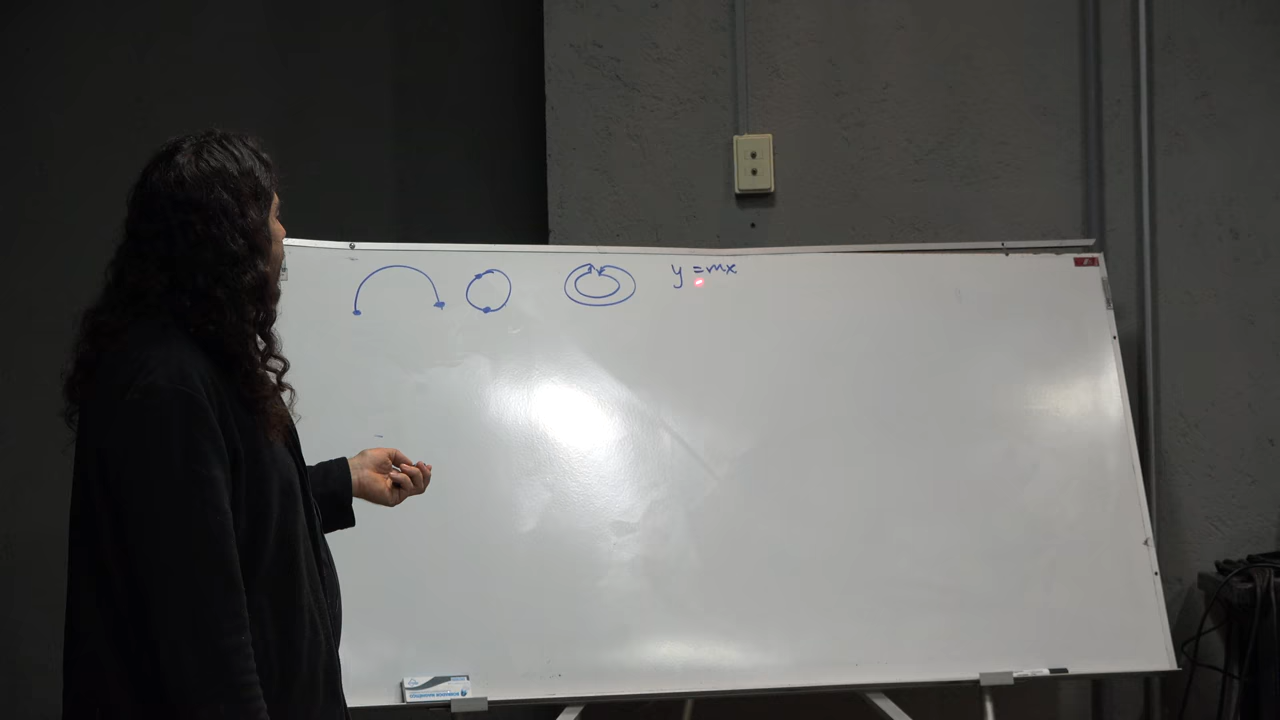 y = mx